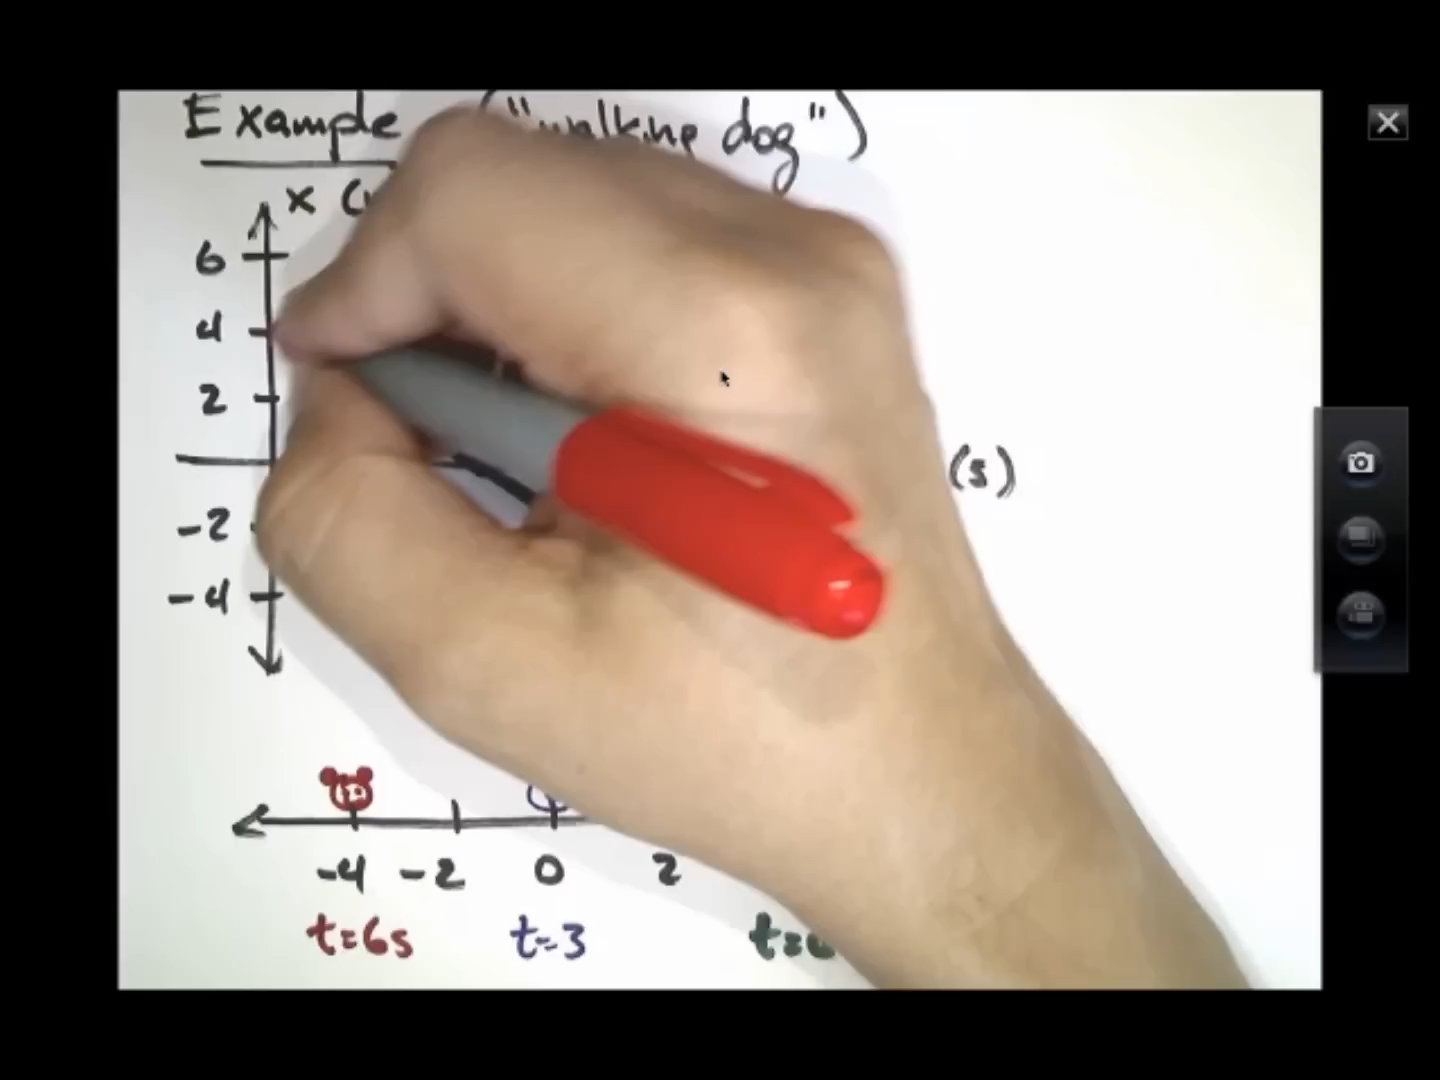 Example ("walking dog")
x (
6
4
2
(s)
-2
-4
-4 -2 0 2
t=6s t=3 t=